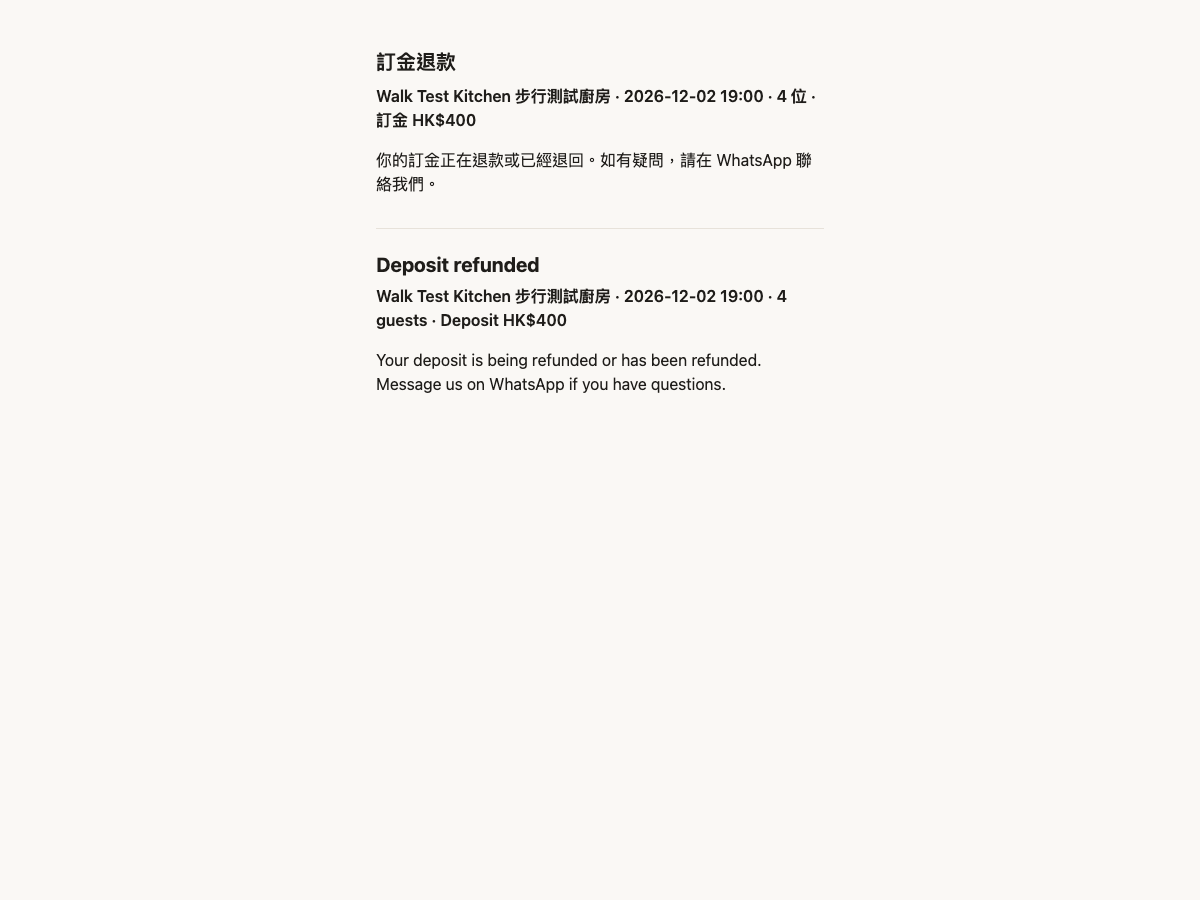 訂金退款
Walk Test Kitchen 步行測試廚房 · 2026-12-02 19:00 · 4 位 ·
訂金 HK$400
你的訂金正在退款或已經退回。如有疑問，請在 WhatsApp 聯
絡我們。
Deposit refunded
Walk Test Kitchen 步行測試廚房 · 2026-12-02 19:00 · 4
guests · Deposit HK$400
Your deposit is being refunded or has been refunded.
Message us on WhatsApp if you have questions.